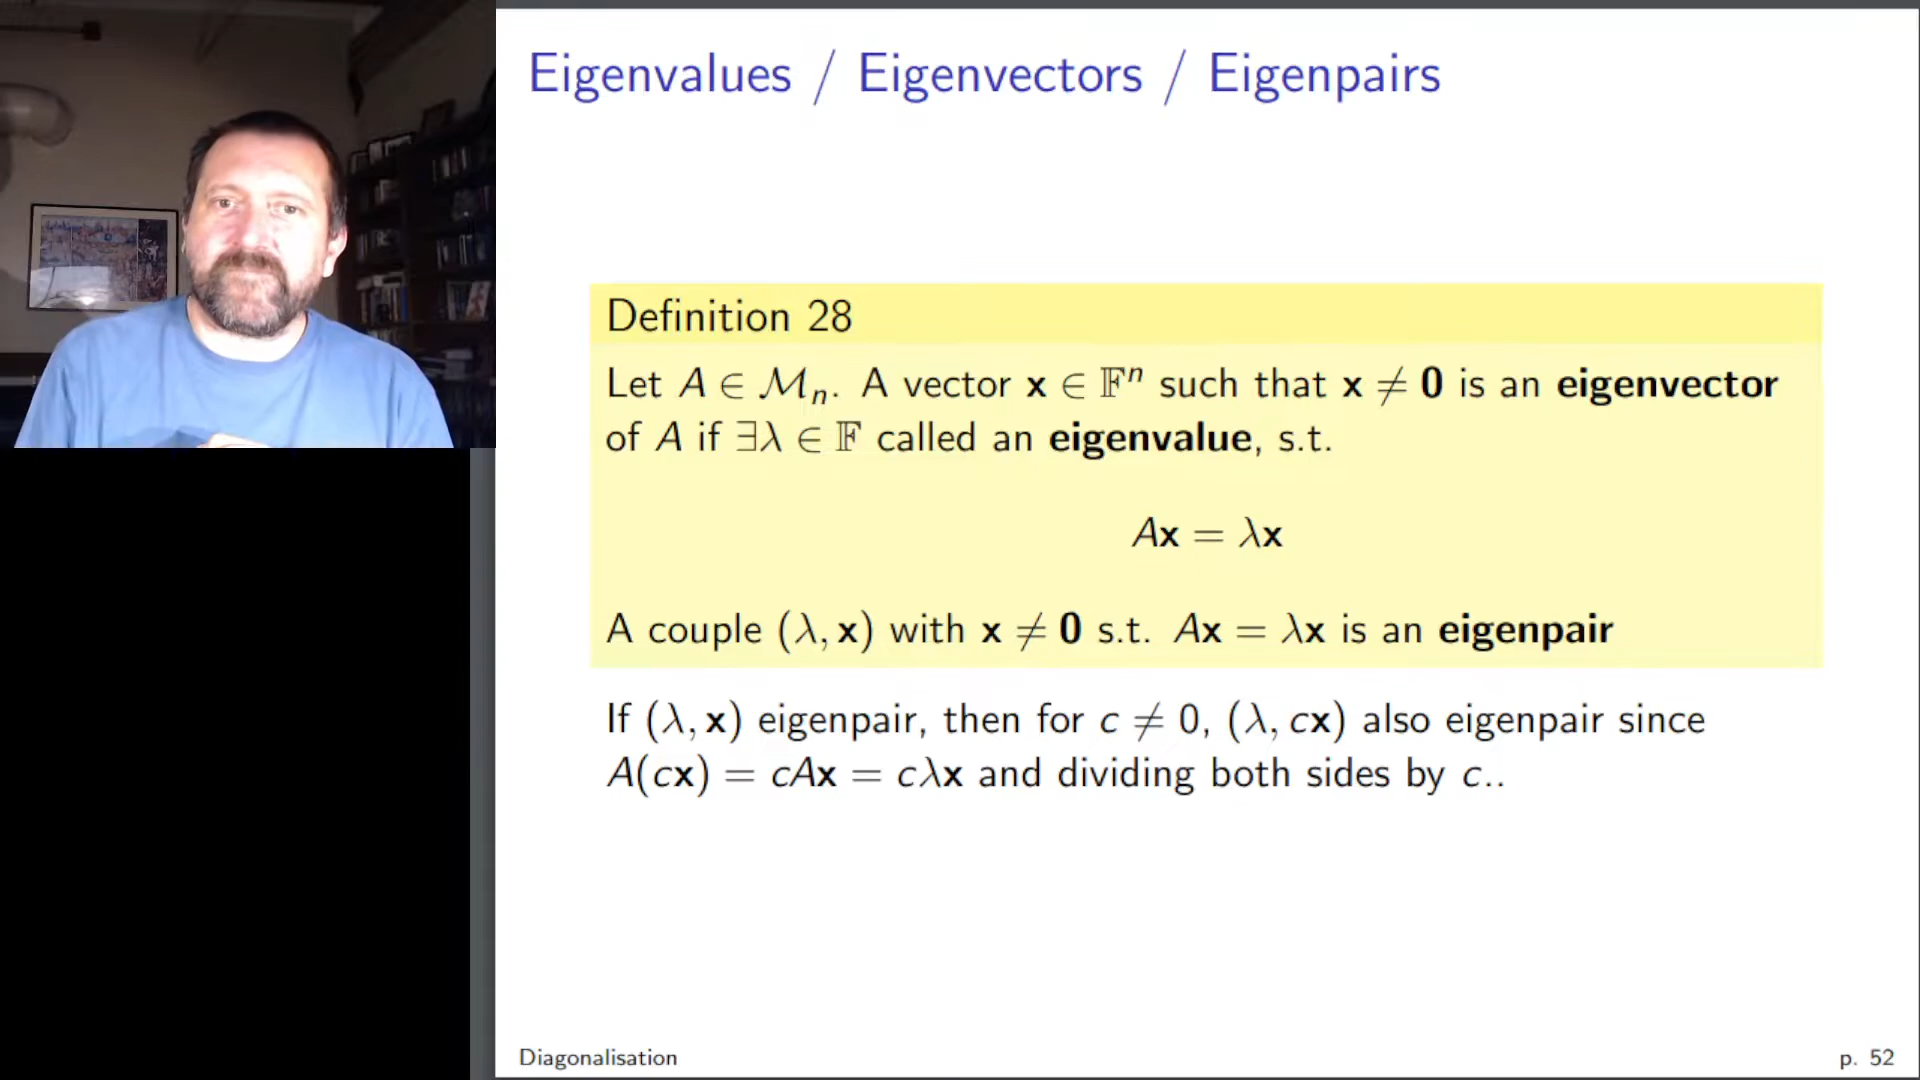 Eigenvalues / Eigenvectors / Eigenpairs
Definition 28
Let A ∈ ℳₙ. A vector x ∈ 𝔽ⁿ such that x ≠ 0 is an eigenvector
of A if ∃λ ∈ 𝔽 called an eigenvalue, s.t.
Ax = λx
A couple (λ, x) with x ≠ 0 s.t. Ax = λx is an eigenpair
If (λ, x) eigenpair, then for c ≠ 0, (λ, cx) also eigenpair since
A(cx) = cAx = cλx and dividing both sides by c..
Diagonalisation
p. 52